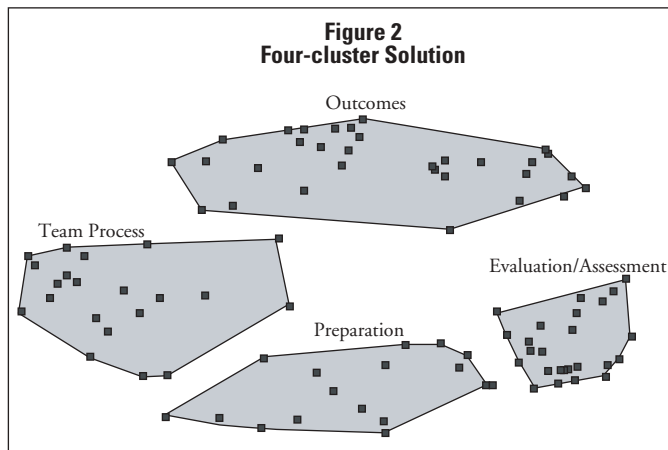 Figure 2
Four-cluster Solution
Outcomes
Team Process
Evaluation/Assessment
Preparation